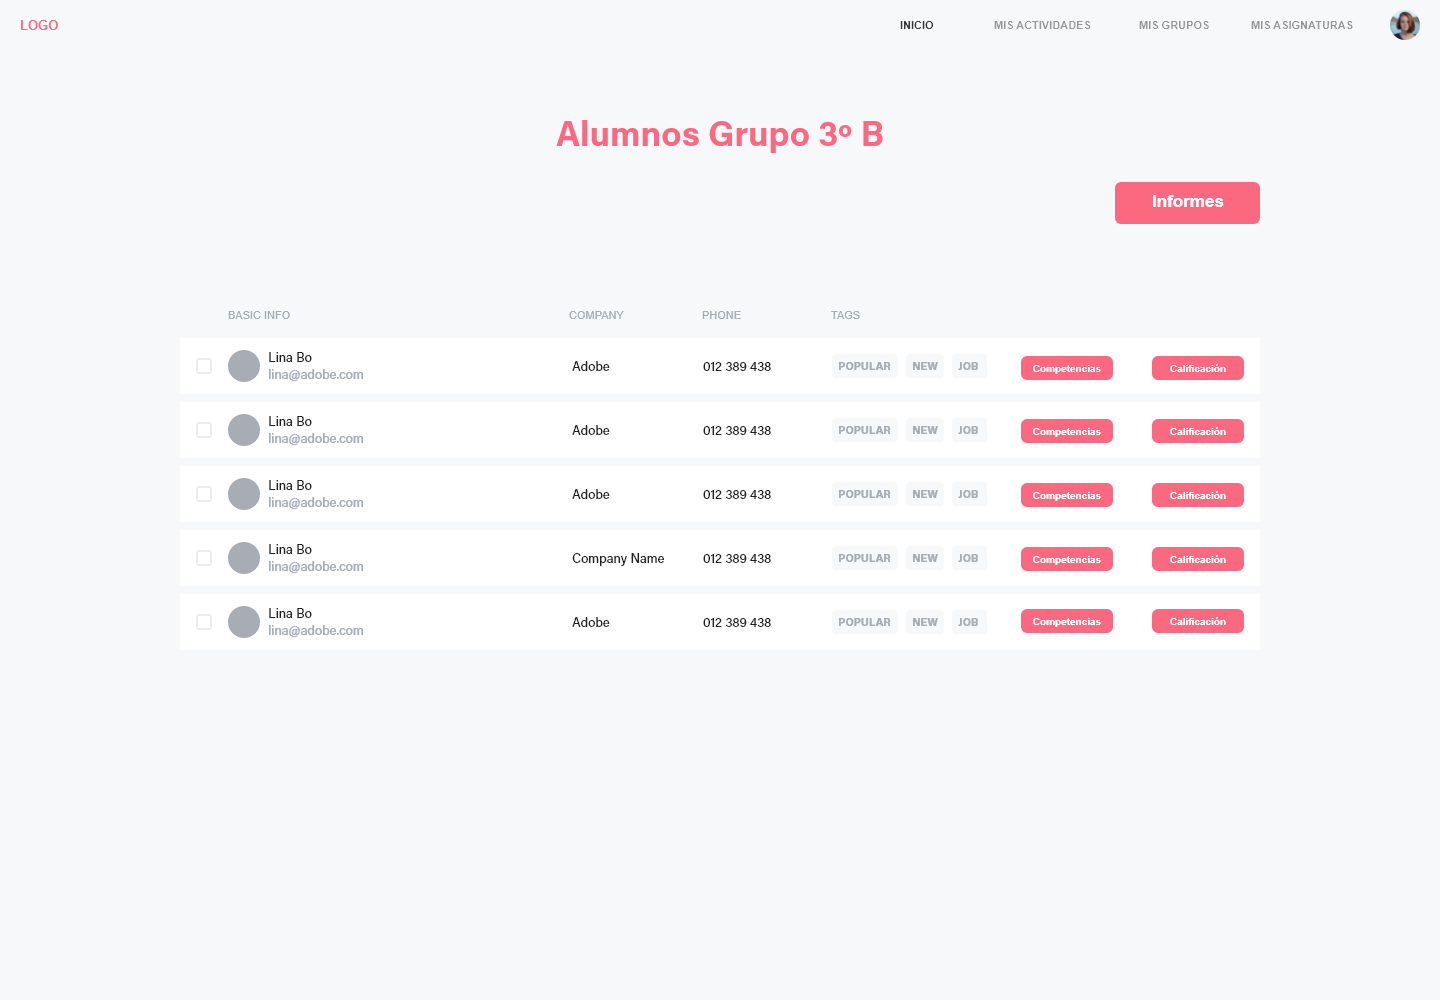 LOGO INICIO MIS ACTIVIDADES MIS GRUPOS MIS ASIGNATURAS
Alumnos Grupo 3º B
Informes
BASIC INFO COMPANY PHONE TAGS
Lina Bo
lina@adobe.com
Adobe 012 389 438 POPULAR NEW JOB Competencias Calificación
Lina Bo
lina@adobe.com
Adobe 012 389 438 POPULAR NEW JOB Competencias Calificación
Lina Bo
lina@adobe.com
Adobe 012 389 438 POPULAR NEW JOB Competencias Calificación
Lina Bo
lina@adobe.com
Company Name 012 389 438 POPULAR NEW JOB Competencias Calificación
Lina Bo
lina@adobe.com
Adobe 012 389 438 POPULAR NEW JOB Competencias Calificación